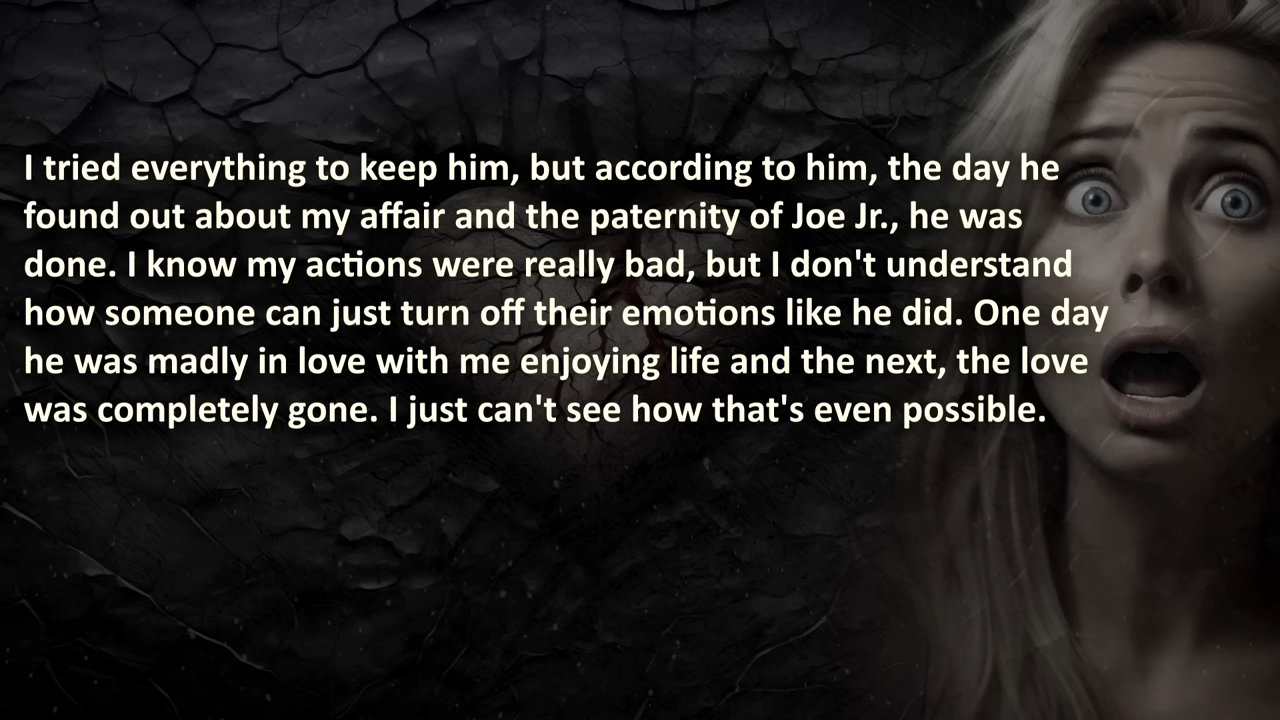 I tried everything to keep him, but according to him, the day he
found out about my affair and the paternity of Joe Jr., he was
done. I know my actions were really bad, but I don't understand
how someone can just turn off their emotions like he did. One day
he was madly in love with me enjoying life and the next, the love
was completely gone. I just can't see how that's even possible.